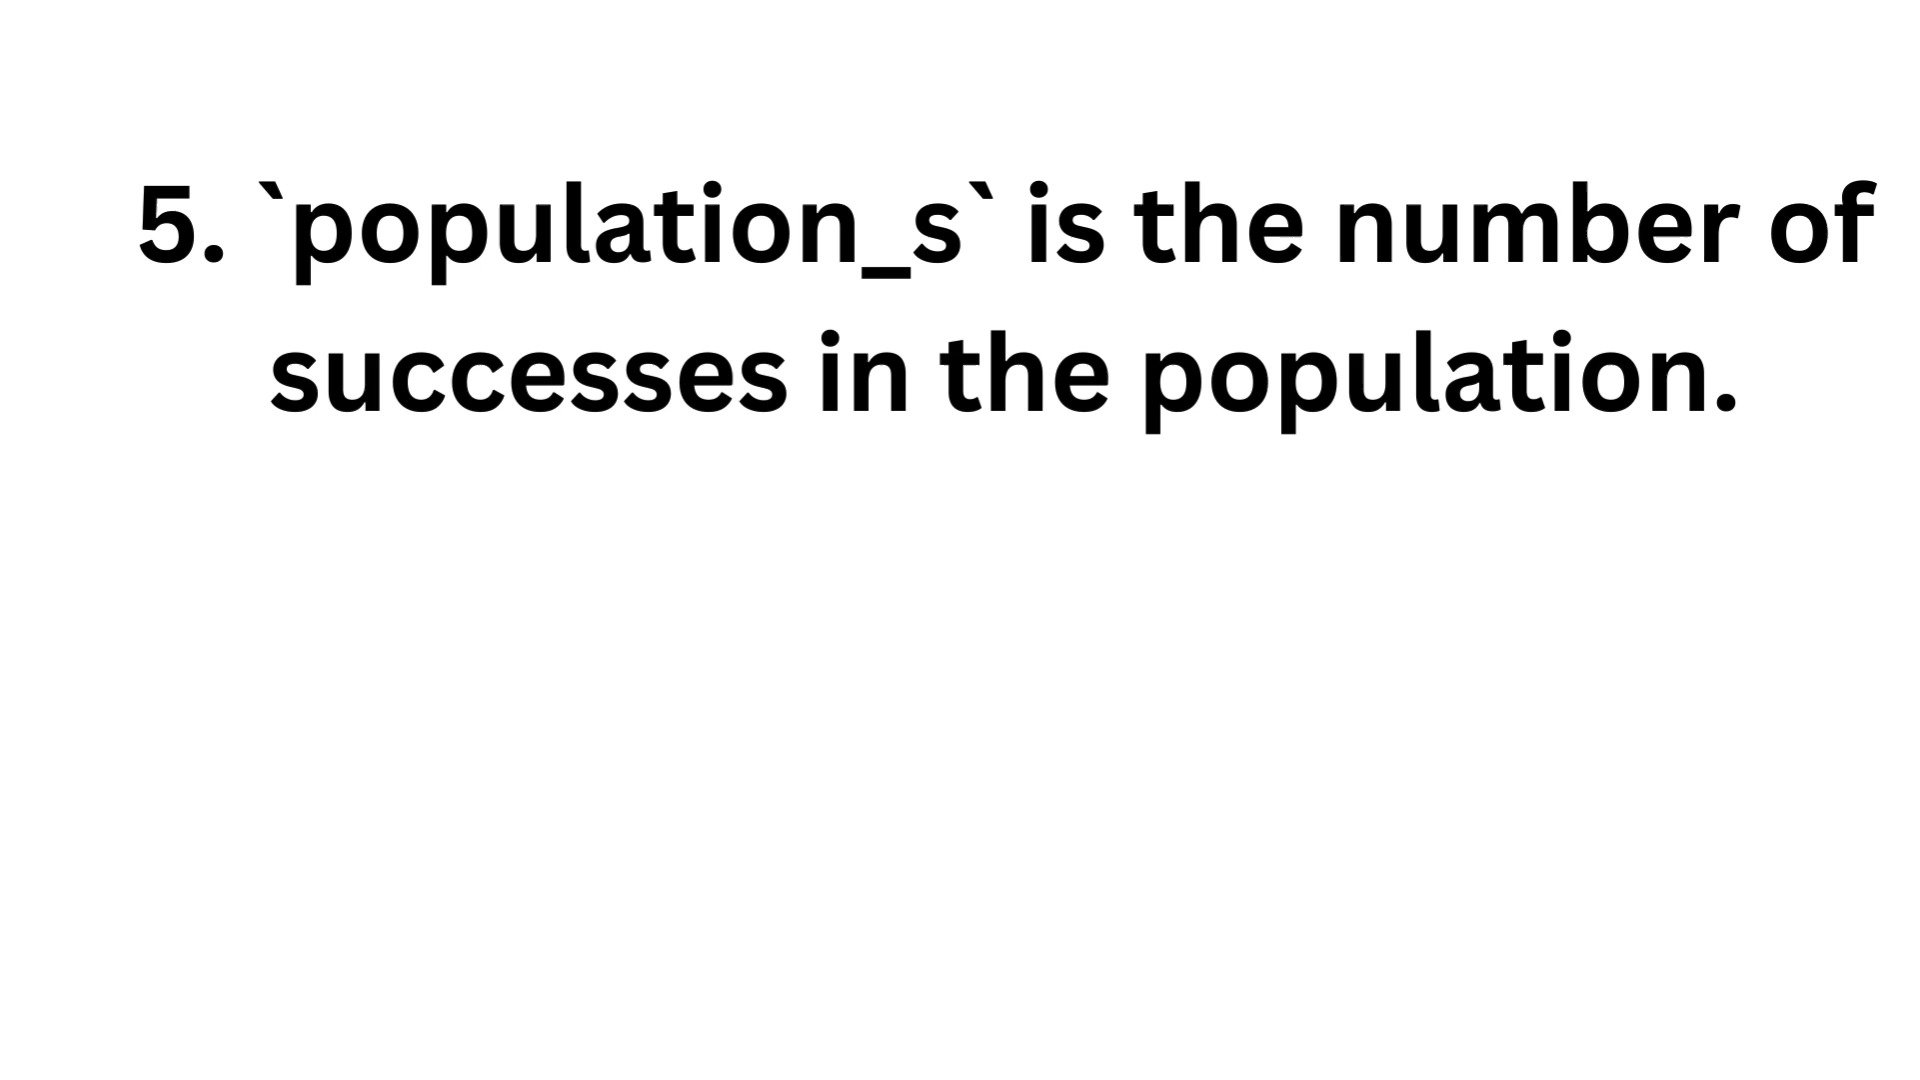 5. `population_s` is the number of
successes in the population.